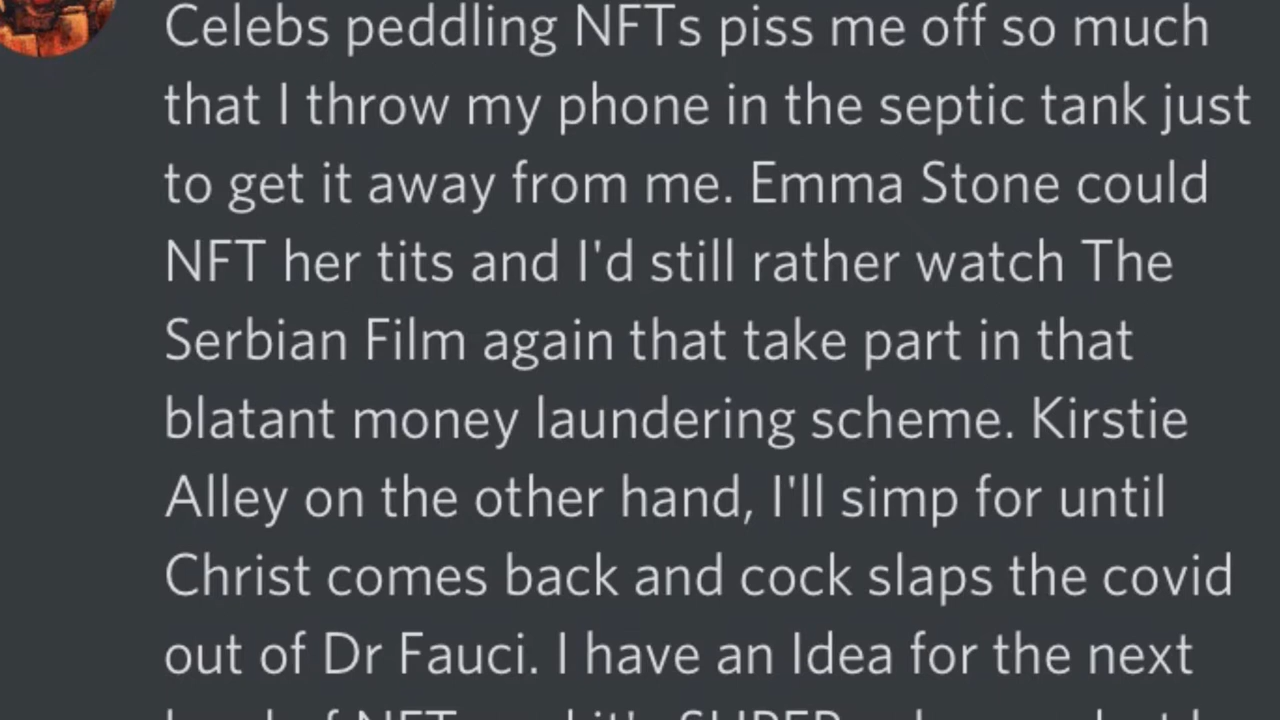 Celebs peddling NFTs piss me off so much
that I throw my phone in the septic tank just
to get it away from me. Emma Stone could
NFT her tits and I'd still rather watch The
Serbian Film again that take part in that
blatant money laundering scheme. Kirstie
Alley on the other hand, I'll simp for until
Christ comes back and cock slaps the covid
out of Dr Fauci. I have an Idea for the next